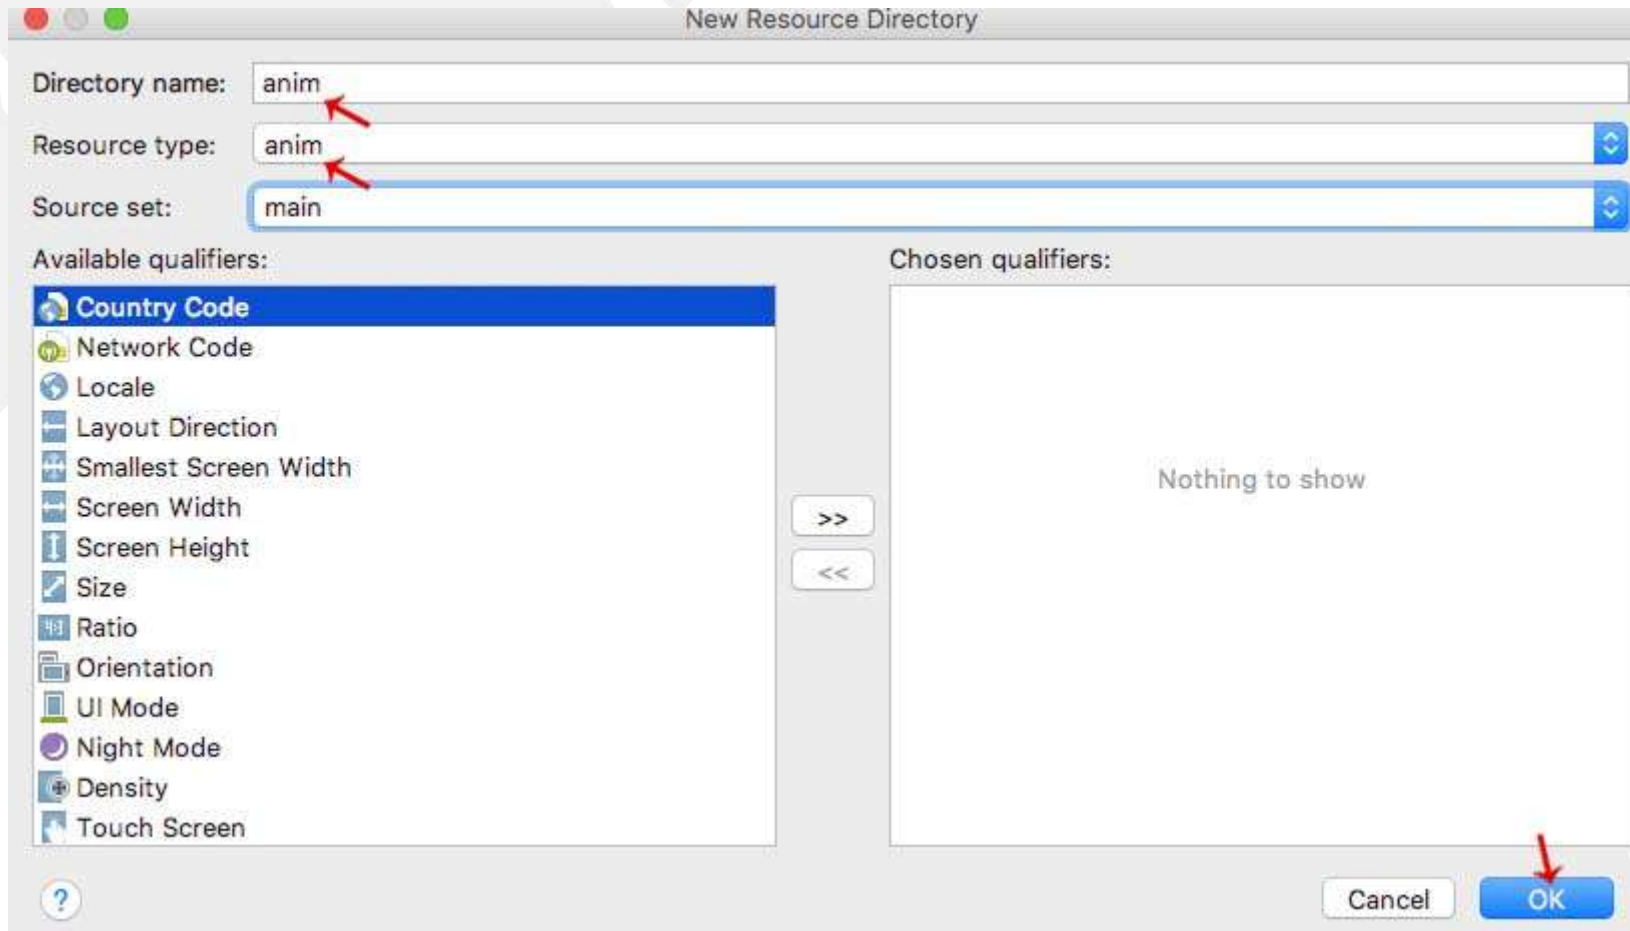 New Resource Directory
Directory name: anim
Resource type: anim
Source set: main
Available qualifiers:
Chosen qualifiers:
Country Code
Network Code
Locale
Layout Direction
Smallest Screen Width
Screen Width
Screen Height
Size
Ratio
Orientation
UI Mode
Night Mode
Density
Touch Screen
>>
<<
Nothing to show
?
Cancel
OK